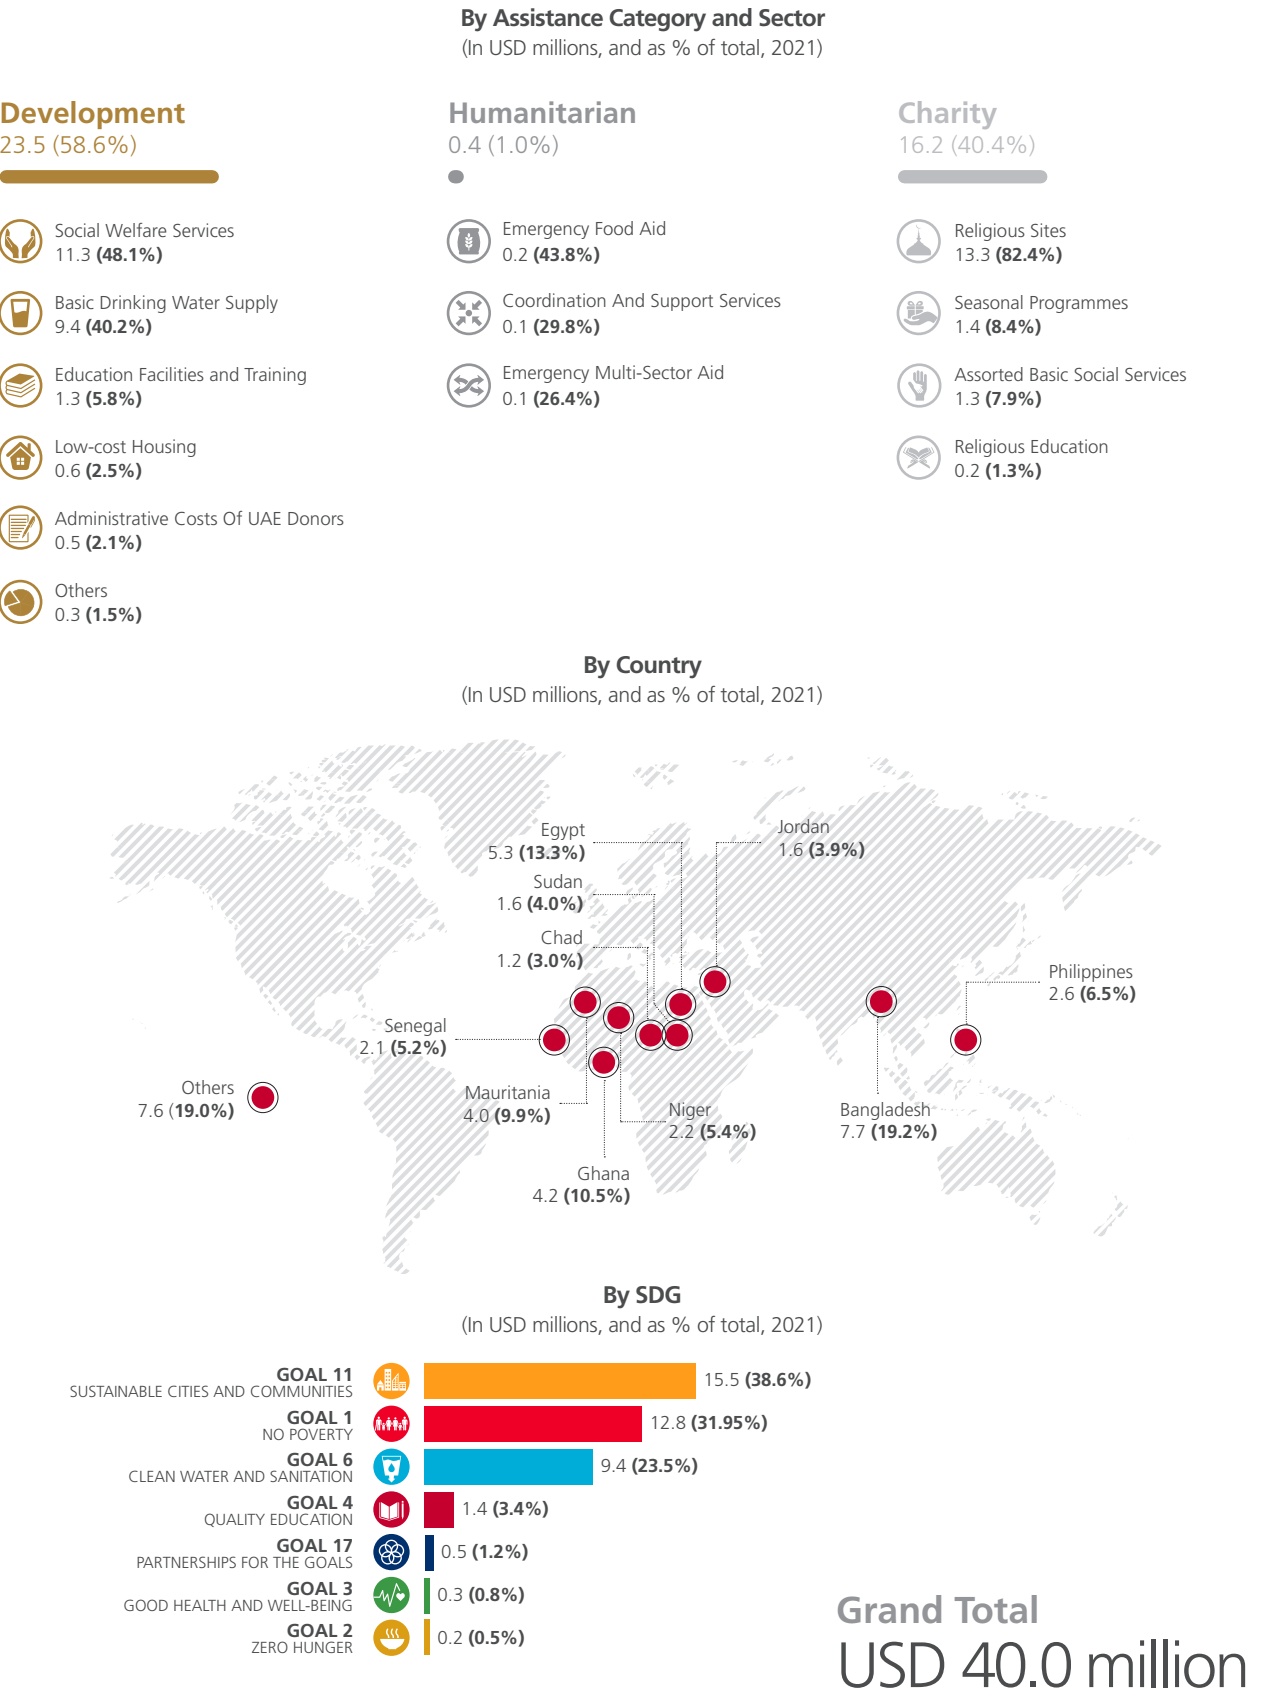 By Assistance Category and Sector
(In USD millions, and as % of total, 2021)
Development
23.5 (58.6%)
Social Welfare Services
11.3 (48.1%)
Basic Drinking Water Supply
9.4 (40.2%)
Education Facilities and Training
1.3 (5.8%)
Low-cost Housing
0.6 (2.5%)
Administrative Costs Of UAE Donors
0.5 (2.1%)
Others
0.3 (1.5%)
Humanitarian
0.4 (1.0%)
Emergency Food Aid
0.2 (43.8%)
Coordination And Support Services
0.1 (29.8%)
Emergency Multi-Sector Aid
0.1 (26.4%)
Charity
16.2 (40.4%)
Religious Sites
13.3 (82.4%)
Seasonal Programmes
1.4 (8.4%)
Assorted Basic Social Services
1.3 (7.9%)
Religious Education
0.2 (1.3%)
By Country
(In USD millions, and as % of total, 2021)
Egypt
5.3 (13.3%)
Jordan
1.6 (3.9%)
Sudan
1.6 (4.0%)
Chad
1.2 (3.0%)
Philippines
2.6 (6.5%)
Senegal
2.1 (5.2%)
Others
7.6 (19.0%)
Mauritania
4.0 (9.9%)
Niger
2.2 (5.4%)
Bangladesh
7.7 (19.2%)
Ghana
4.2 (10.5%)
By SDG
(In USD millions, and as % of total, 2021)
GOAL 11
SUSTAINABLE CITIES AND COMMUNITIES
15.5 (38.6%)
GOAL 1
NO POVERTY
12.8 (31.95%)
GOAL 6
CLEAN WATER AND SANITATION
9.4 (23.5%)
GOAL 4
QUALITY EDUCATION
1.4 (3.4%)
GOAL 17
PARTNERSHIPS FOR THE GOALS
0.5 (1.2%)
GOAL 3
GOOD HEALTH AND WELL-BEING
0.3 (0.8%)
GOAL 2
ZERO HUNGER
0.2 (0.5%)
Grand Total
USD 40.0 million